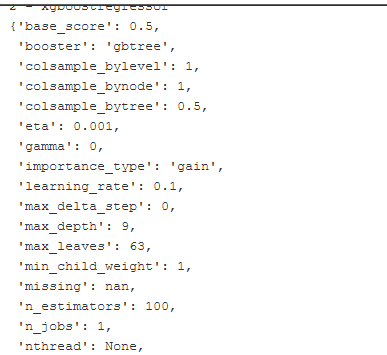 2 - xgboostregressor
{'base_score': 0.5,
'booster': 'gbtree',
'colsample_bylevel': 1,
'colsample_bynode': 1,
'colsample_bytree': 0.5,
'eta': 0.001,
'gamma': 0,
'importance_type': 'gain',
'learning_rate': 0.1,
'max_delta_step': 0,
'max_depth': 9,
'max_leaves': 63,
'min_child_weight': 1,
'missing': nan,
'n_estimators': 100,
'n_jobs': 1,
'nthread': None,